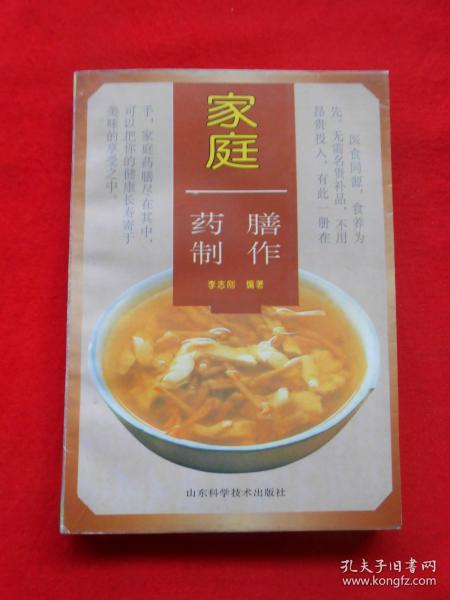 家庭
药膳
制作
李志刚 编著
医食同源，食养为
先。无需名贵补品，不用
昂贵投入，有此一册在
手，家庭药膳尽在其中，
可以把你的健康长寿寄于
美味的享受之中。
山东科学技术出版社
孔夫子旧书网
www.kongfz.com